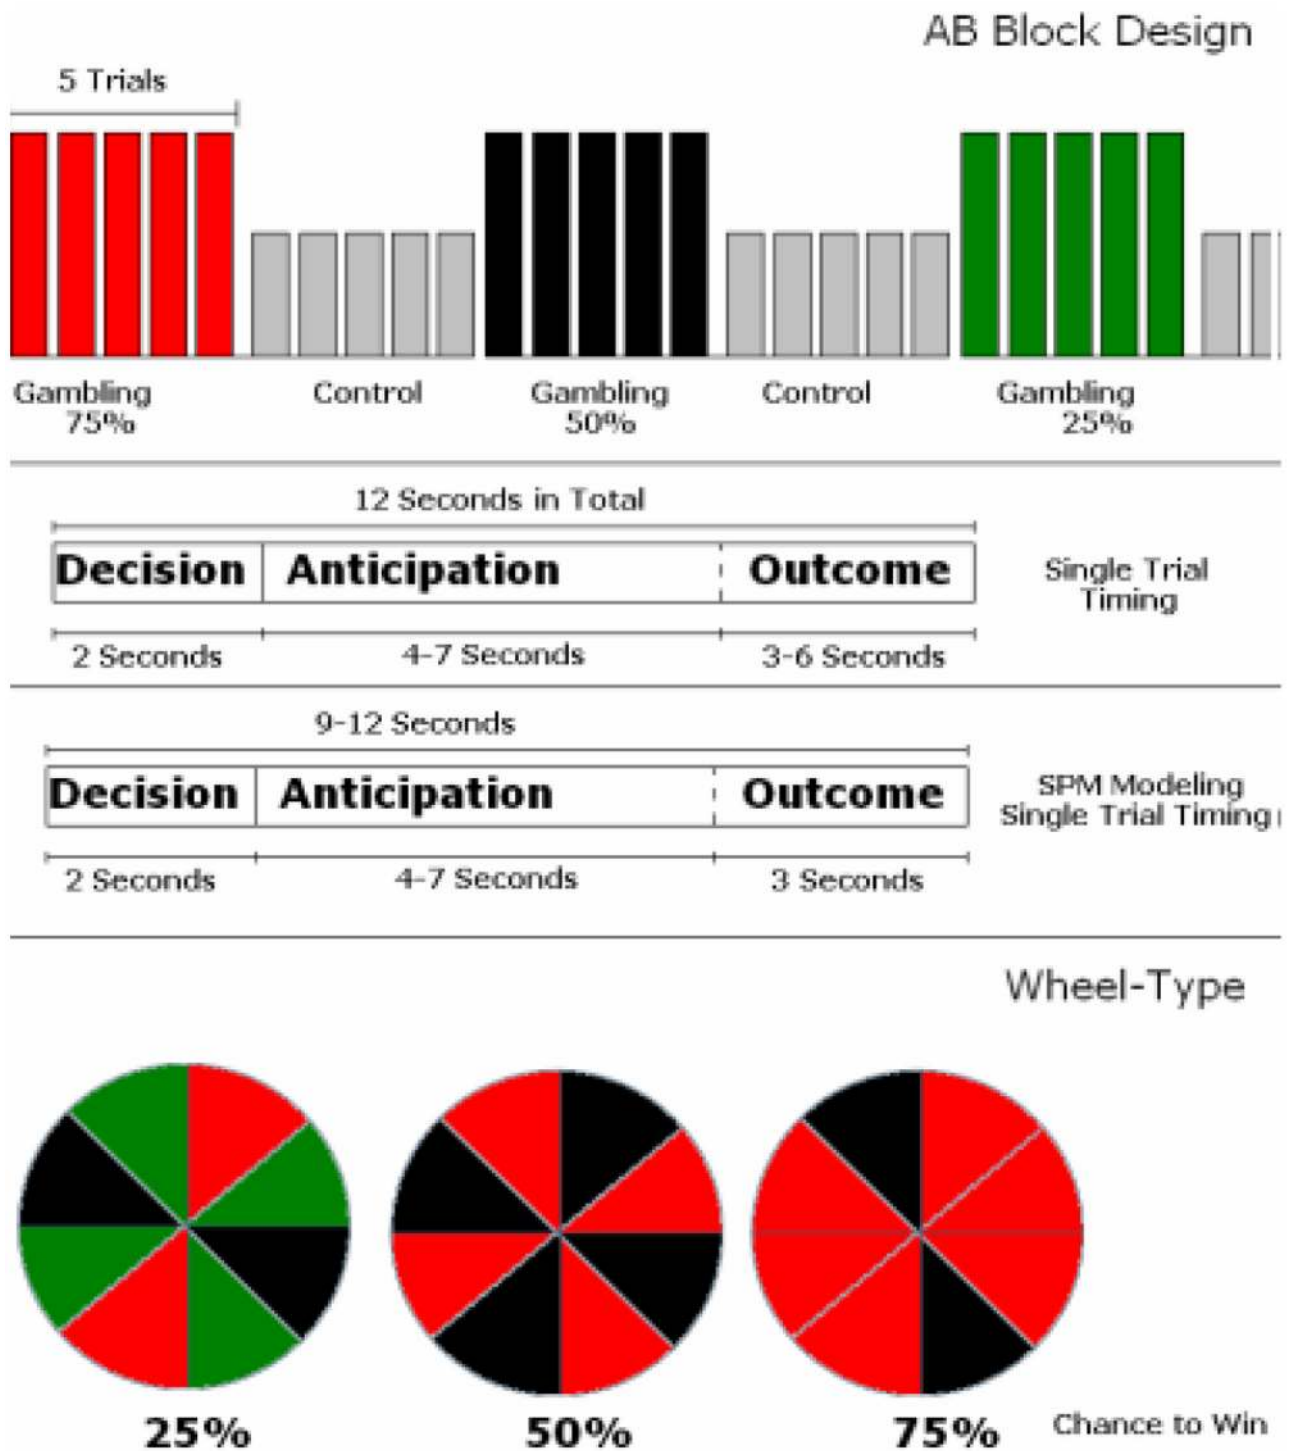 AB Block Design
5 Trials
Gambling
75%
Control
Gambling
50%
Control
Gambling
25%
12 Seconds in Total
Decision
Anticipation
Outcome
Single Trial
Timing
2 Seconds
4-7 Seconds
3-6 Seconds
9-12 Seconds
Decision
Anticipation
Outcome
SPM Modeling
Single Trial Timing
2 Seconds
4-7 Seconds
3 Seconds
Wheel-Type
25%
50%
75%
Chance to Win